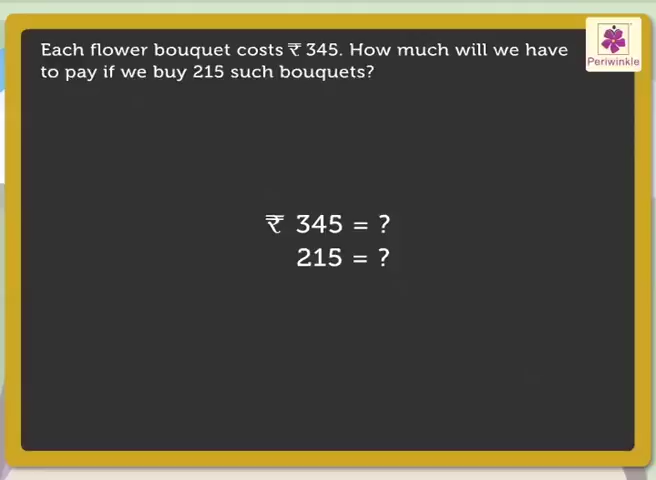 Each flower bouquet costs ₹ 345. How much will we have
to pay if we buy 215 such bouquets?
Periwinkle
₹ 345 = ?
215 = ?